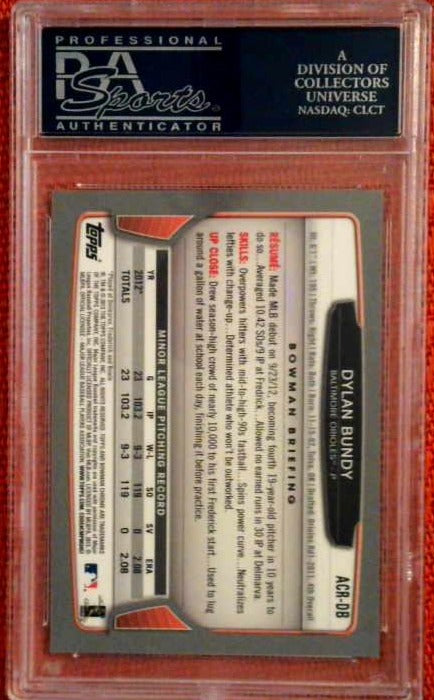 PROFESSIONAL
PSA
Sports
AUTHENTICATOR
A
DIVISION OF
COLLECTORS
UNIVERSE
NASDAQ: CLCT
DYLAN BUNDY
BALTIMORE ORIOLES™ - P
ACR-DB
BOWMAN BRIEFING
RÉSUMÉ: Made MLB debut on 9/23/12, becoming fourth 19-year-old pitcher in 10 years to
do so... Averaged 10.42 SOs/9 IP at Fredrick... Allowed no earned runs in 30 IP at Delmarva.
SKILLS: Overpowers hitters with mid-to-high-90s fastball... Spins power curve... Neutralizes
lefties with change-up... Determined athlete who won't be outworked.
UP CLOSE: Drew season-high crowd of nearly 10,000 to his first Frederick start... Used to lug
around a gallon of water at school each day, finishing it before practice.
MINOR LEAGUE PITCHING RECORD
YR G IP W-L SO SV ERA
2012* 23 103.2 9-3 119 0 2.08
TOTALS 23 103.2 9-3 119 0 2.08
topps